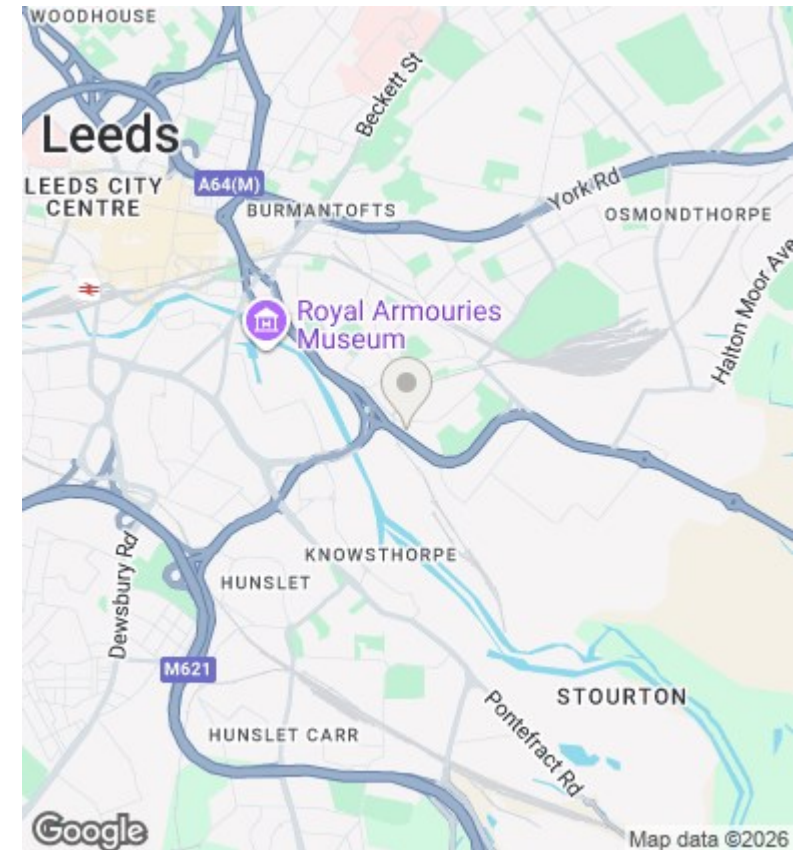 WOODHOUSE
Beckett St
Leeds
LEEDS CITY
CENTRE
A64(M)
BURMANTOFTS
York Rd
OSMONDTHORPE
Halton Moor Ave
Royal Armouries
Museum
KNOWSTHORPE
HUNSLET
Dewsbury Rd
M621
STOURTON
Pontefract Rd
HUNSLET CARR
Google
Map data ©2026